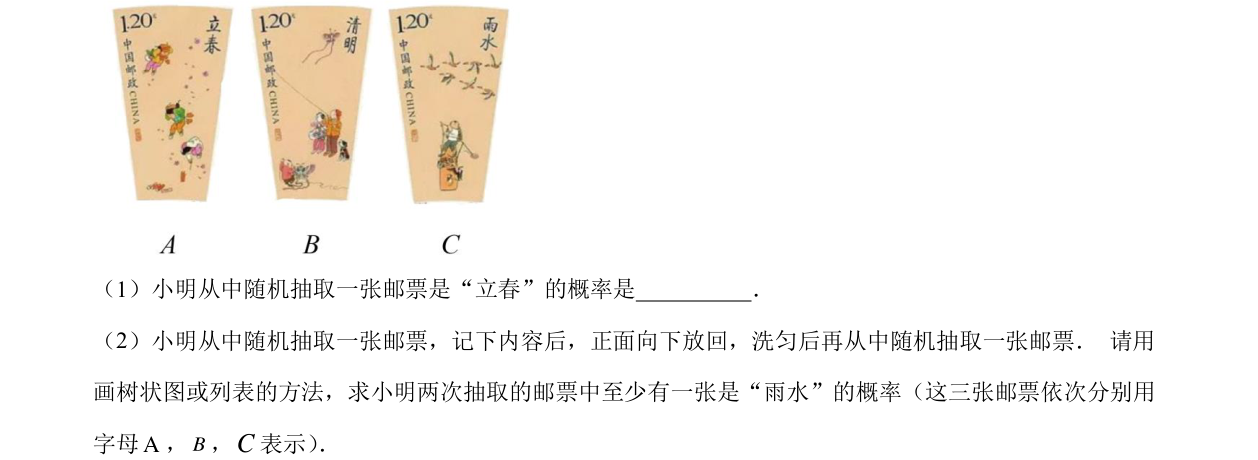 1.20元 立春 1.20元 清明 1.20元 雨水
中国邮政 CHINA 中国邮政 CHINA 中国邮政 CHINA
A B C
（1）小明从中随机抽取一张邮票是“立春”的概率是__________．
（2）小明从中随机抽取一张邮票，记下内容后，正面向下放回，洗匀后再从中随机抽取一张邮票． 请用
画树状图或列表的方法，求小明两次抽取的邮票中至少有一张是“雨水”的概率（这三张邮票依次分别用
字母 A，B，C 表示）．